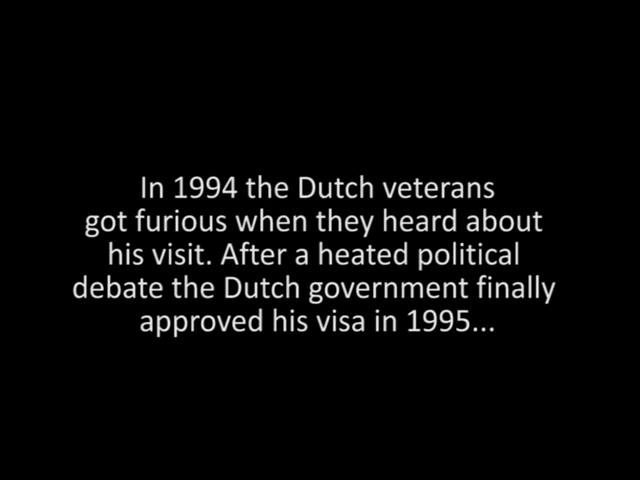 In 1994 the Dutch veterans
got furious when they heard about
his visit. After a heated political
debate the Dutch government finally
approved his visa in 1995...